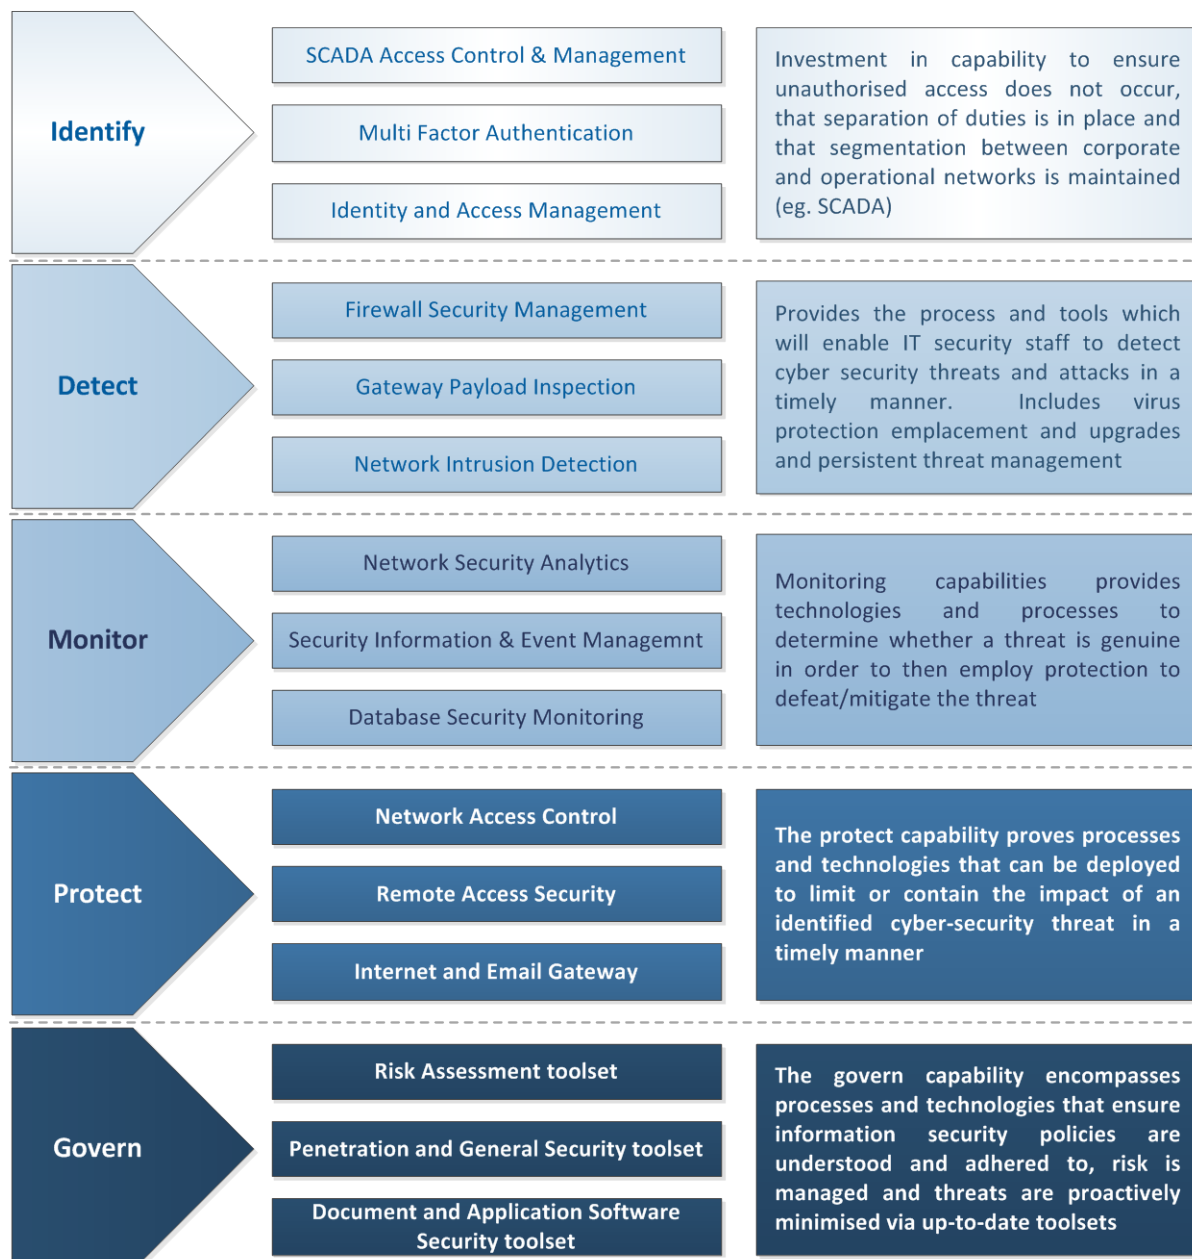 Identify
SCADA Access Control & Management
Multi Factor Authentication
Identity and Access Management
Investment in capability to ensure
unauthorised access does not occur,
that separation of duties is in place and
that segmentation between corporate
and operational networks is maintained
(eg. SCADA)
Detect
Firewall Security Management
Gateway Payload Inspection
Network Intrusion Detection
Provides the process and tools which
will enable IT security staff to detect
cyber security threats and attacks in a
timely manner. Includes virus
protection emplacement and upgrades
and persistent threat management
Monitor
Network Security Analytics
Security Information & Event Managemnt
Database Security Monitoring
Monitoring capabilities provides
technologies and processes to
determine whether a threat is genuine
in order to then employ protection to
defeat/mitigate the threat
Protect
Network Access Control
Remote Access Security
Internet and Email Gateway
The protect capability proves processes
and technologies that can be deployed
to limit or contain the impact of an
identified cyber-security threat in a
timely manner
Govern
Risk Assessment toolset
Penetration and General Security toolset
Document and Application Software
Security toolset
The govern capability encompasses
processes and technologies that ensure
information security policies are
understood and adhered to, risk is
managed and threats are proactively
minimised via up-to-date toolsets